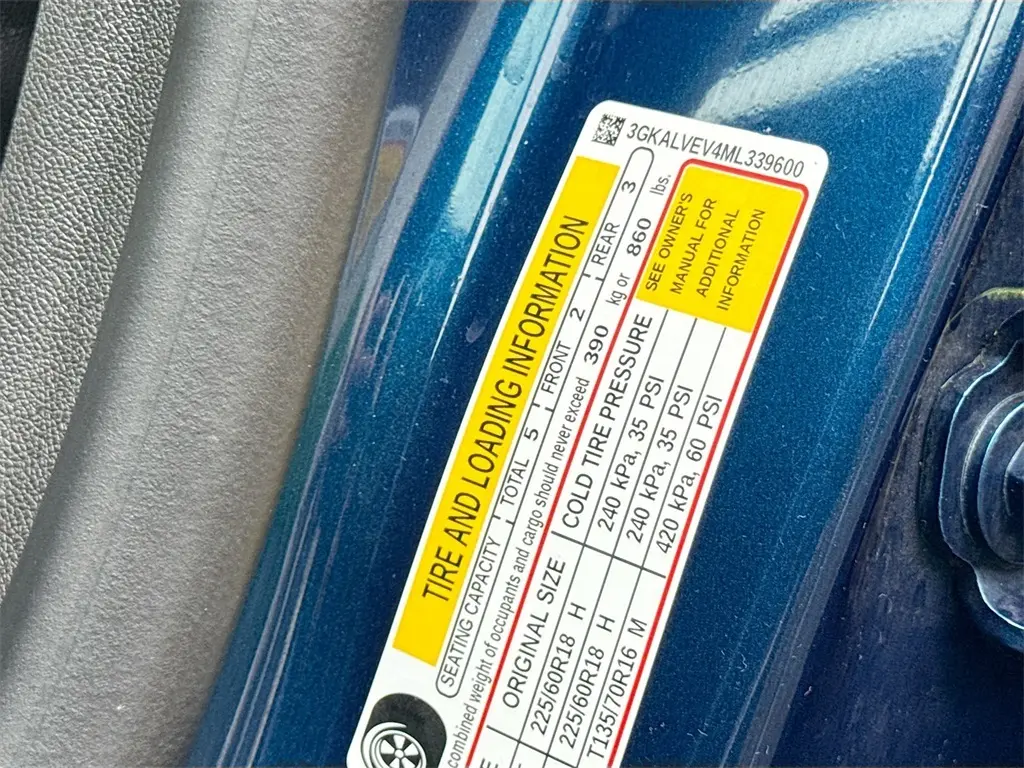 3GKALVEV4ML339600
TIRE AND LOADING INFORMATION
SEATING CAPACITY TOTAL 5 FRONT 2 REAR 3
combined weight of occupants and cargo should never exceed 390 kg or 860 lbs.
ORIGINAL SIZE COLD TIRE PRESSURE
225/60R18 H 240 kPa, 35 PSI
225/60R18 H 240 kPa, 35 PSI
T135/70R16 M 420 kPa, 60 PSI
SEE OWNER'S
MANUAL FOR
ADDITIONAL
INFORMATION